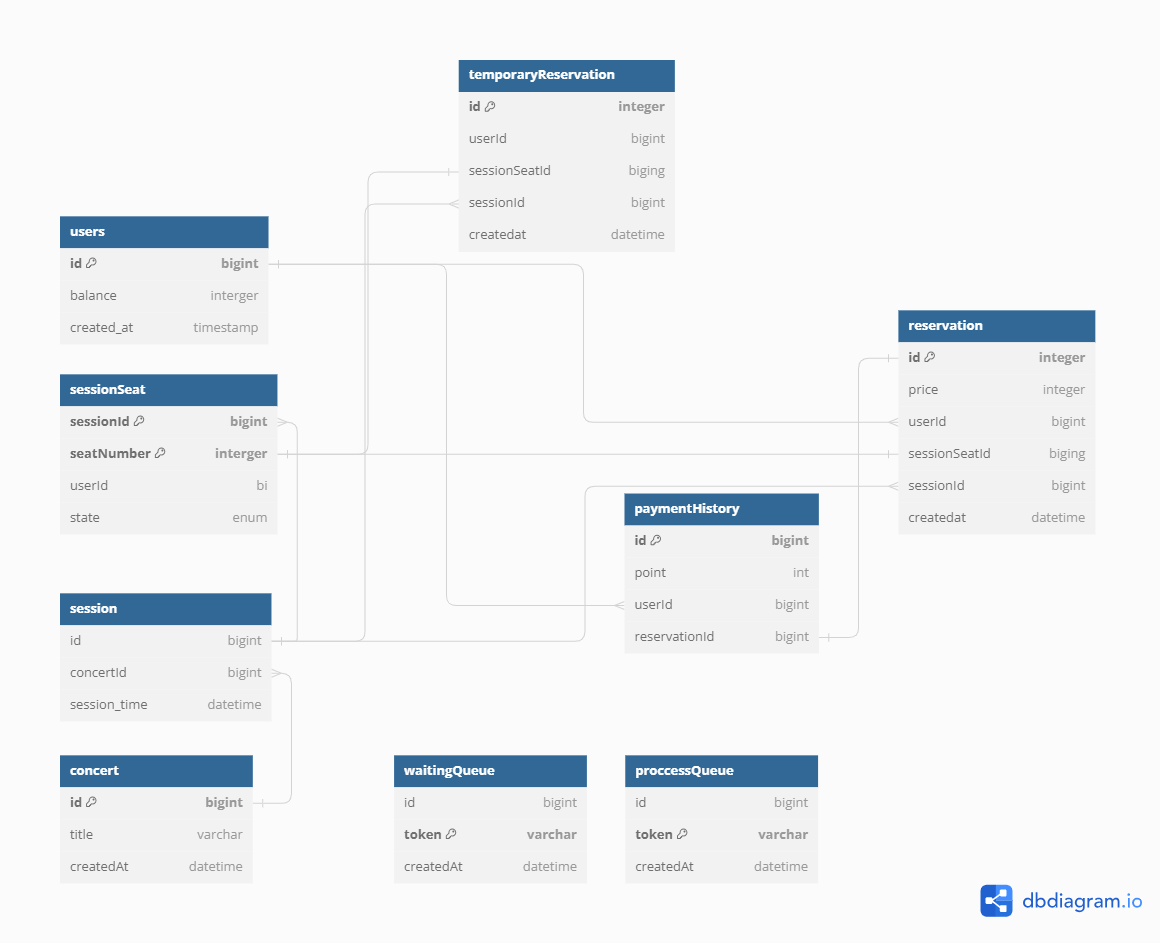 temporaryReservation
id integer
userId bigint
sessionSeatId biging
sessionId bigint
createdat datetime
users
id bigint
balance interger
created_at timestamp
reservation
id integer
price integer
userId bigint
sessionSeatId biging
sessionId bigint
createdat datetime
sessionSeat
sessionId bigint
seatNumber interger
userId bi
state enum
paymentHistory
id bigint
point int
userId bigint
reservationId bigint
session
id bigint
concertId bigint
session_time datetime
concert
id bigint
title varchar
createdAt datetime
waitingQueue
id bigint
token varchar
createdAt datetime
proccessQueue
id bigint
token varchar
createdAt datetime
dbdiagram.io